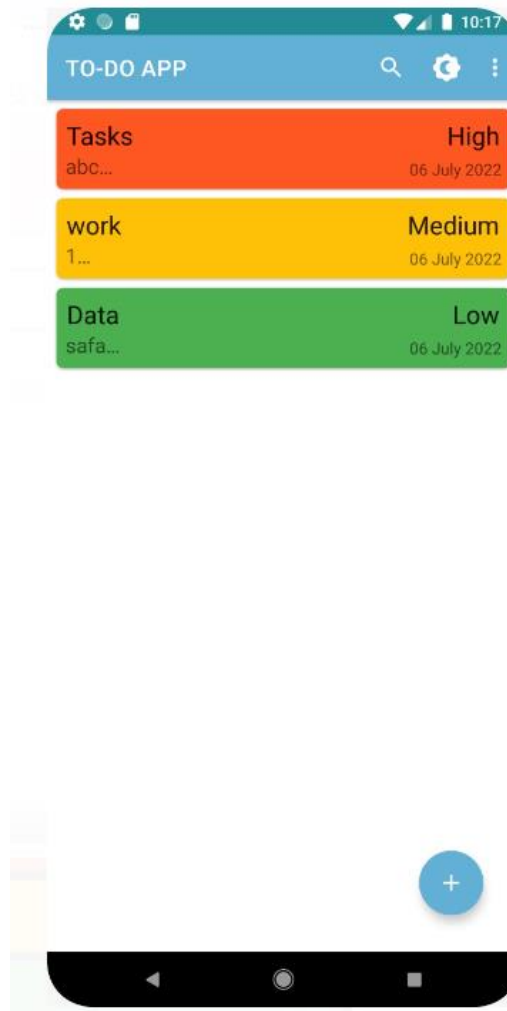 10:17
TO-DO APP
Tasks High
abc... 06 July 2022
work Medium
1... 06 July 2022
Data Low
safa... 06 July 2022
+